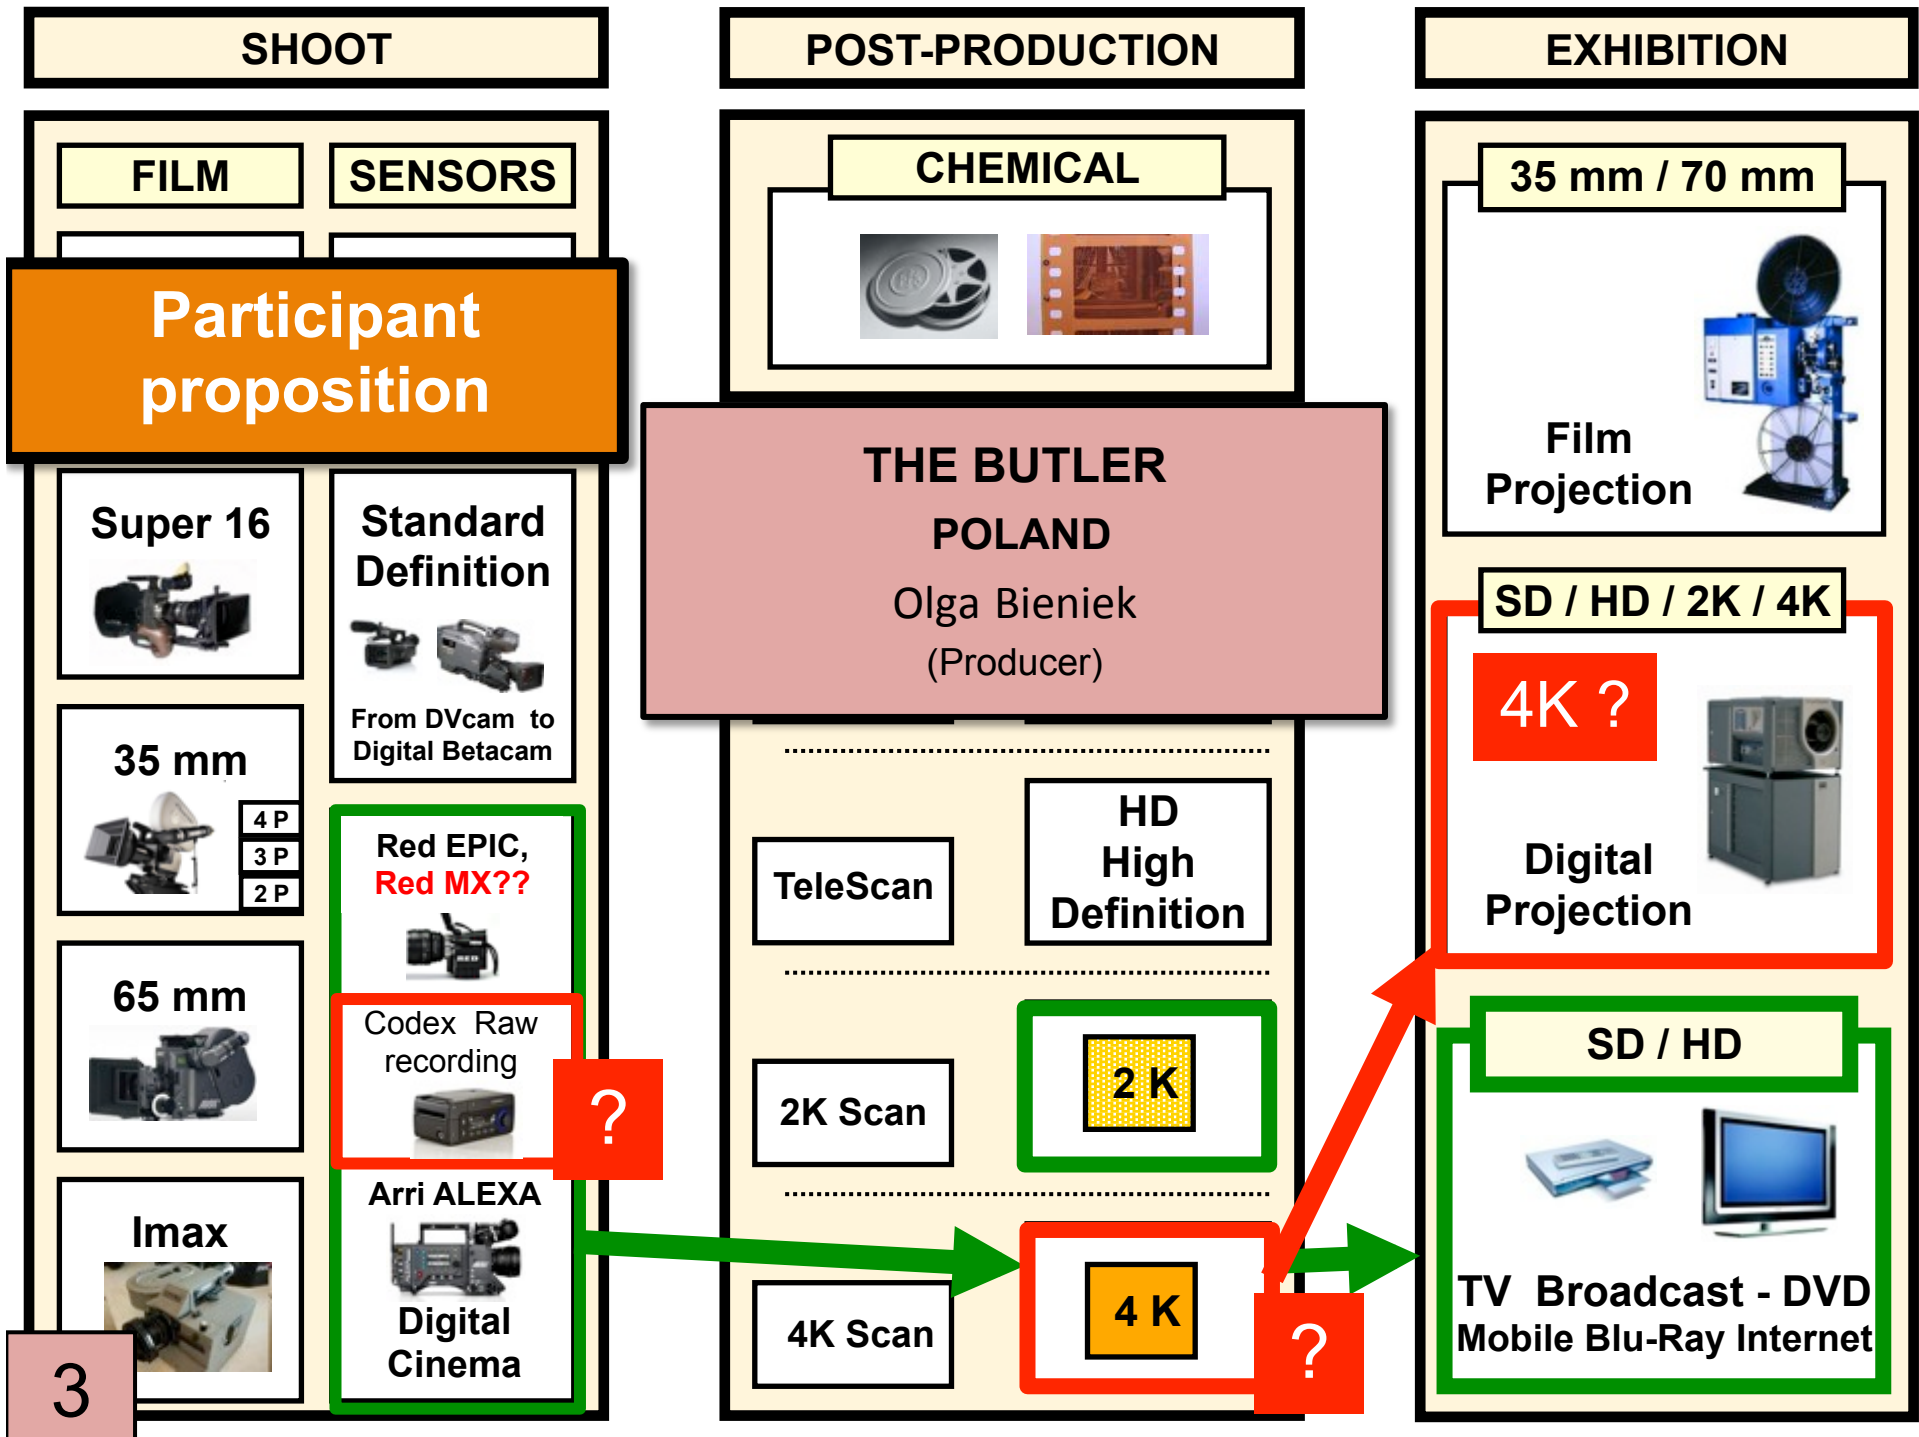 SHOOT
POST-PRODUCTION
EXHIBITION
FILM
SENSORS
Participant
proposition
Super 16
35 mm
4 P
3 P
2 P
65 mm
Imax
3
Standard
Definition
From DVcam to
Digital Betacam
Red EPIC,
Red MX??
Codex Raw
recording
?
Arri ALEXA
Digital
Cinema
CHEMICAL
THE BUTLER
POLAND
Olga Bieniek
(Producer)
TeleScan
HD
High
Definition
2K Scan
2 K
4K Scan
4 K
?
35 mm / 70 mm
Film
Projection
SD / HD / 2K / 4K
4K ?
Digital
Projection
SD / HD
TV Broadcast - DVD
Mobile Blu-Ray Internet